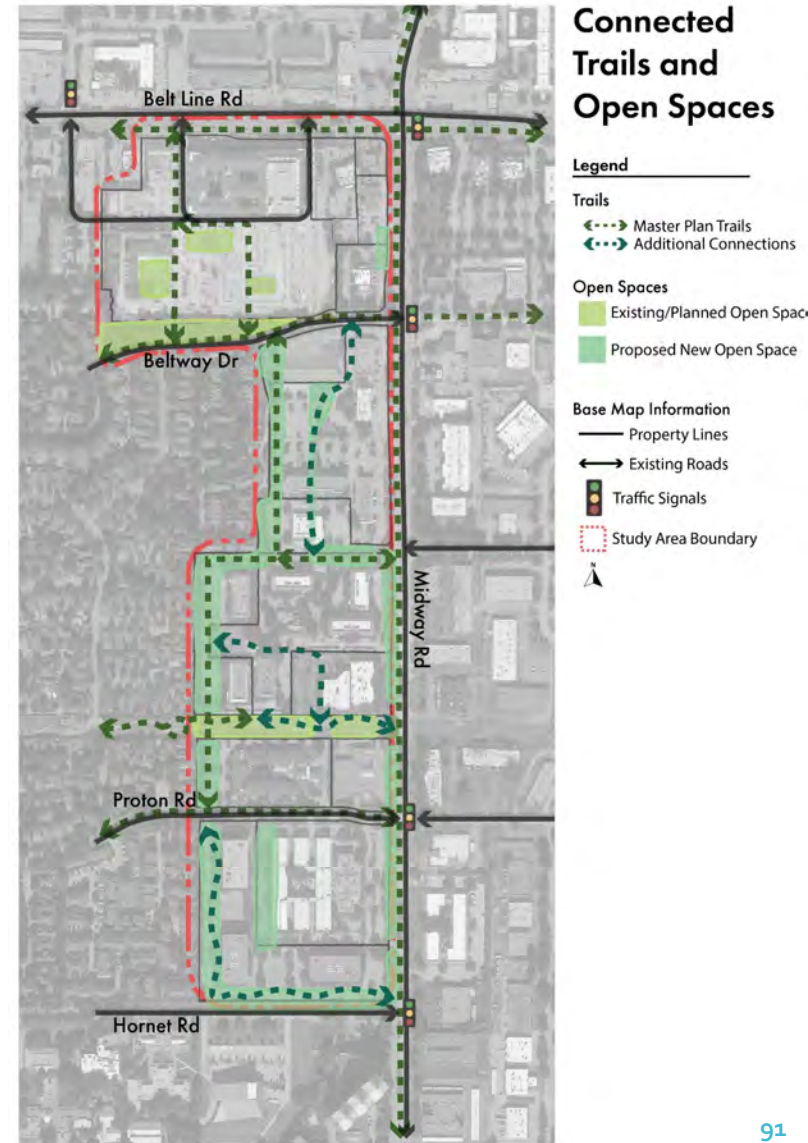 Connected
Trails and
Open Spaces
Legend
Trails
Master Plan Trails
Additional Connections
Open Spaces
Existing/Planned Open Spac
Proposed New Open Space
Base Map Information
Property Lines
Existing Roads
Traffic Signals
Study Area Boundary
N
Belt Line Rd
Beltway Dr
Midway Rd
Proton Rd
Hornet Rd
91